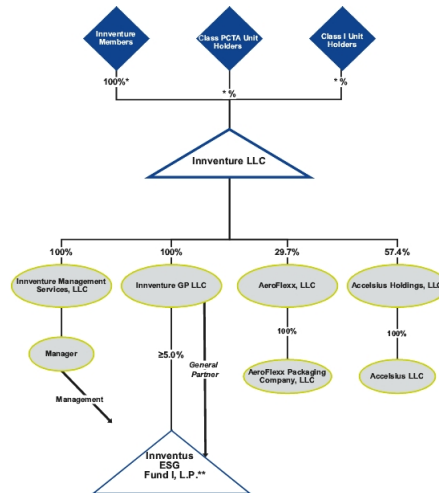 Innventure
Members
Class PCTA Unit
Holders
Class I Unit
Holders
100%*
* %
* %
Innventure LLC
100%
100%
29.7%
57.4%
Innventure Management
Services, LLC
Innventure GP LLC
AeroFlexx, LLC
Accelsius Holdings, LLC
100%
100%
Manager
≥5.0%
General
Partner
AeroFlexx Packaging
Company, LLC
Accelsius LLC
Management
Innventus
ESG
Fund I, L.P.**